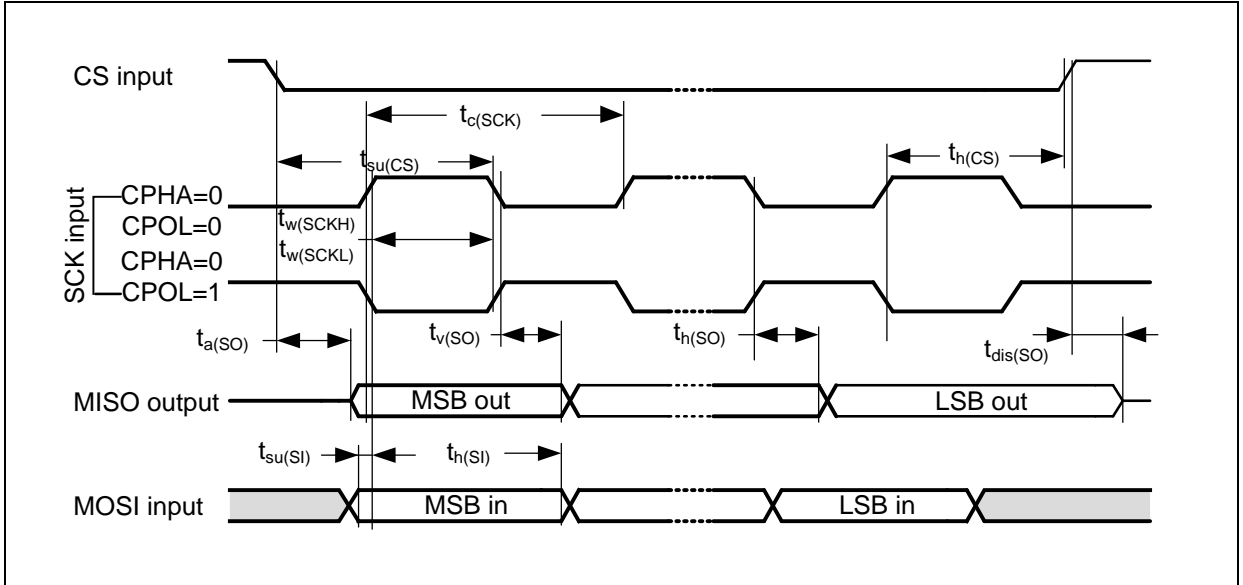 CS input
tc(SCK)
tsu(CS)
th(CS)
SCK input
CPHA=0
CPOL=0
CPHA=0
CPOL=1
tw(SCKH)
tw(SCKL)
ta(SO)
tv(SO)
th(SO)
tdis(SO)
MISO output
MSB out
LSB out
tsu(SI)
th(SI)
MOSI input
MSB in
LSB in